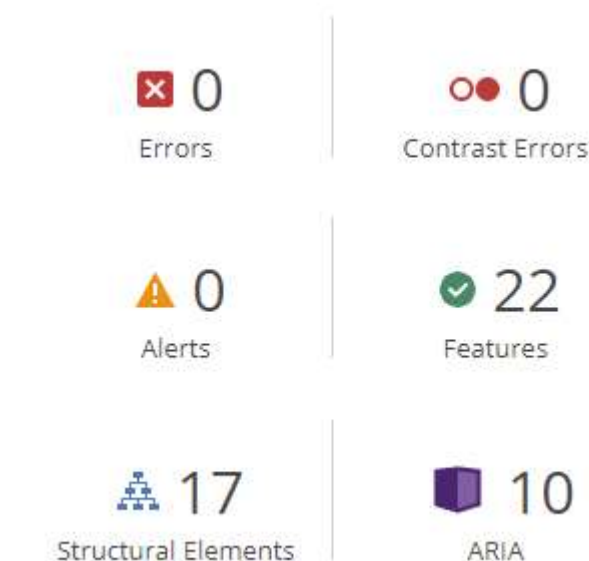 0 0
Errors Contrast Errors
0 22
Alerts Features
17 10
Structural Elements ARIA